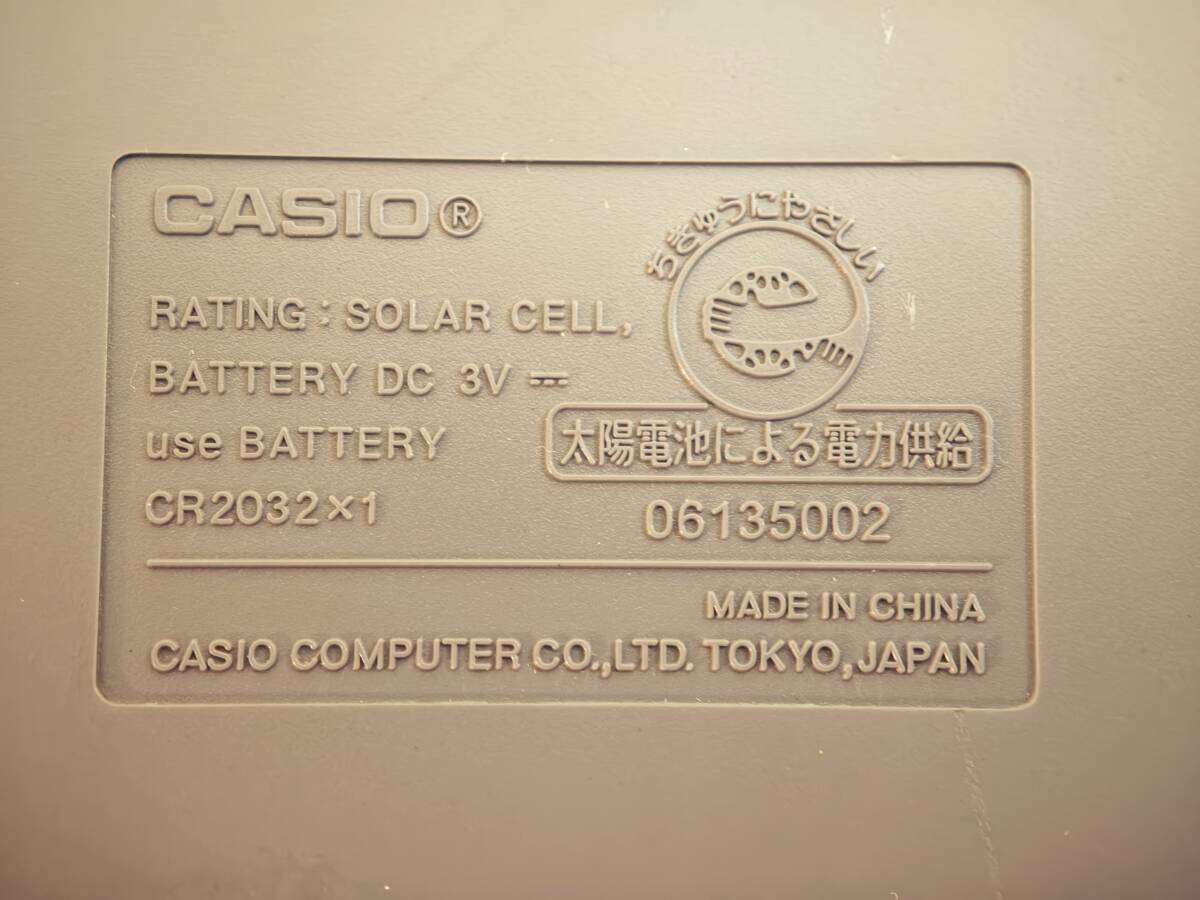 CASIO®
RATING : SOLAR CELL,
BATTERY DC 3V ⎓
use BATTERY
CR2032×1
ちきゅうにやさしい
太陽電池による電力供給
06135002
MADE IN CHINA
CASIO COMPUTER CO.,LTD. TOKYO,JAPAN